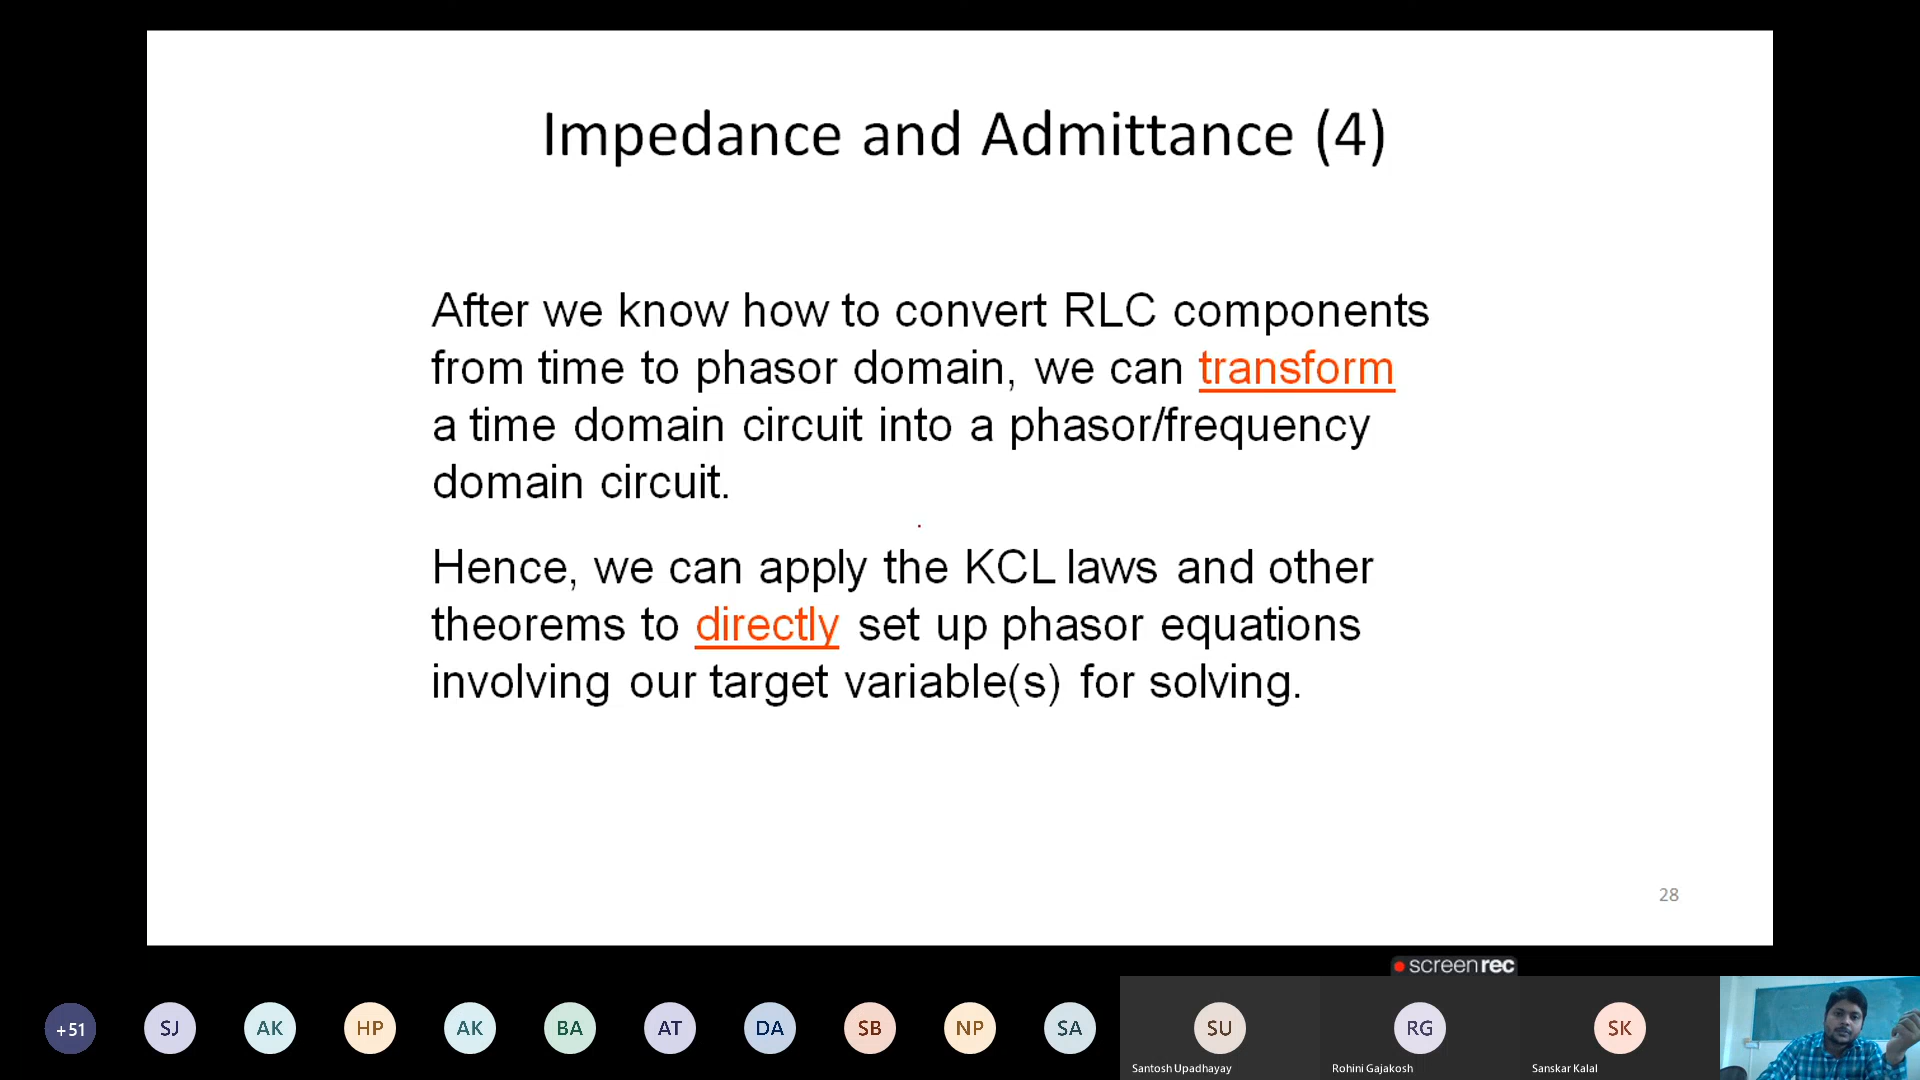 Impedance and Admittance (4)
After we know how to convert RLC components
from time to phasor domain, we can transform
a time domain circuit into a phasor/frequency
domain circuit.
Hence, we can apply the KCL laws and other
theorems to directly set up phasor equations
involving our target variable(s) for solving.
28
screenrec
+51
SJ
AK
HP
AK
BA
AT
DA
SB
NP
SA
SU
RG
SK
Santosh Upadhayay
Rohini Gajakosh
Sanskar Kalal